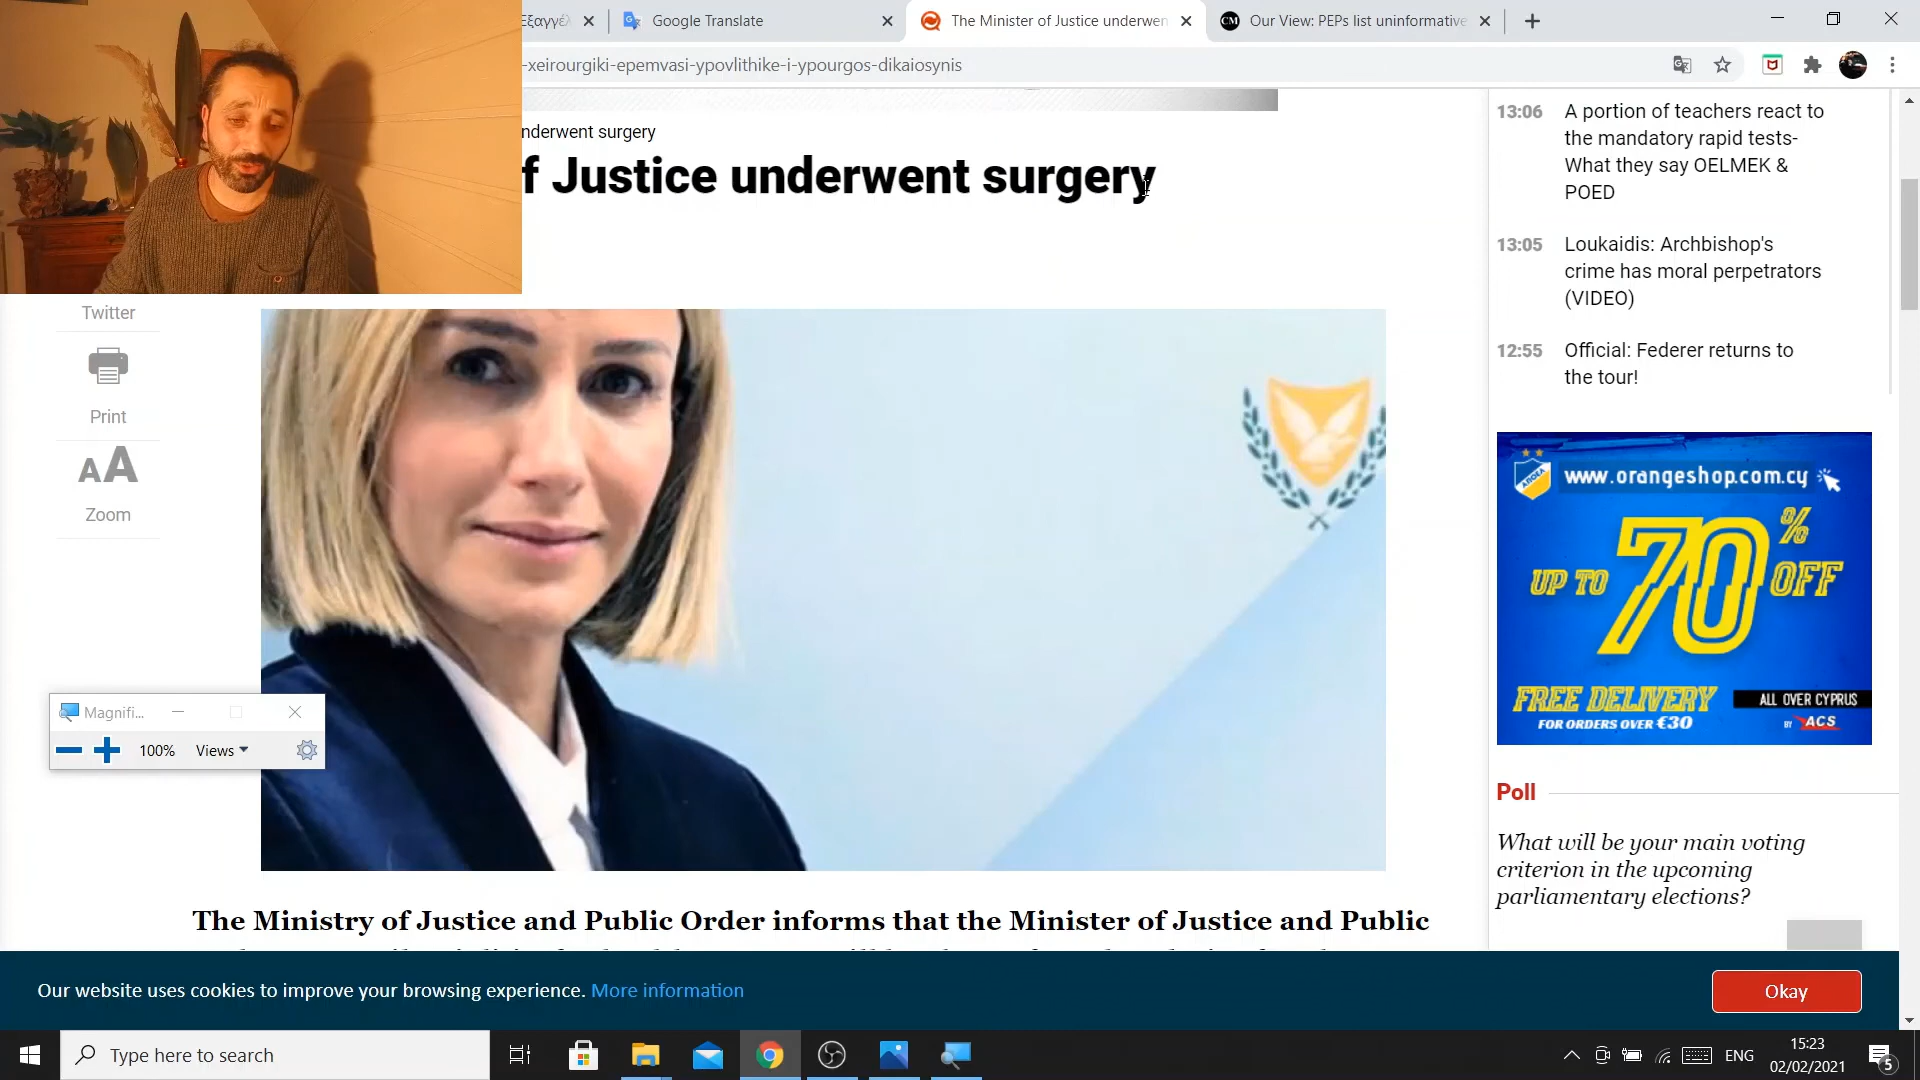 Εξαγγέλ
Google Translate
The Minister of Justice underwen
CM
Our View: PEPs list uninformative
-xeirourgiki-epemvasi-ypovlithike-i-ypourgos-dikaiosynis
nderwent surgery
f Justice underwent surgery
Twitter
Print
AA
Zoom
Magnifi...
100%
Views
13:06
A portion of teachers react to
the mandatory rapid tests-
What they say OELMEK &
POED
13:05
Loukaidis: Archbishop's
crime has moral perpetrators
(VIDEO)
12:55
Official: Federer returns to
the tour!
www.orangeshop.com.cy
UP TO 70% OFF
FREE DELIVERY
FOR ORDERS OVER €30
ALL OVER CYPRUS
BY ACS
Poll
What will be your main voting
criterion in the upcoming
parliamentary elections?
The Ministry of Justice and Public Order informs that the Minister of Justice and Public
Our website uses cookies to improve your browsing experience. More information
Okay
Type here to search
ENG
15:23
02/02/2021
5